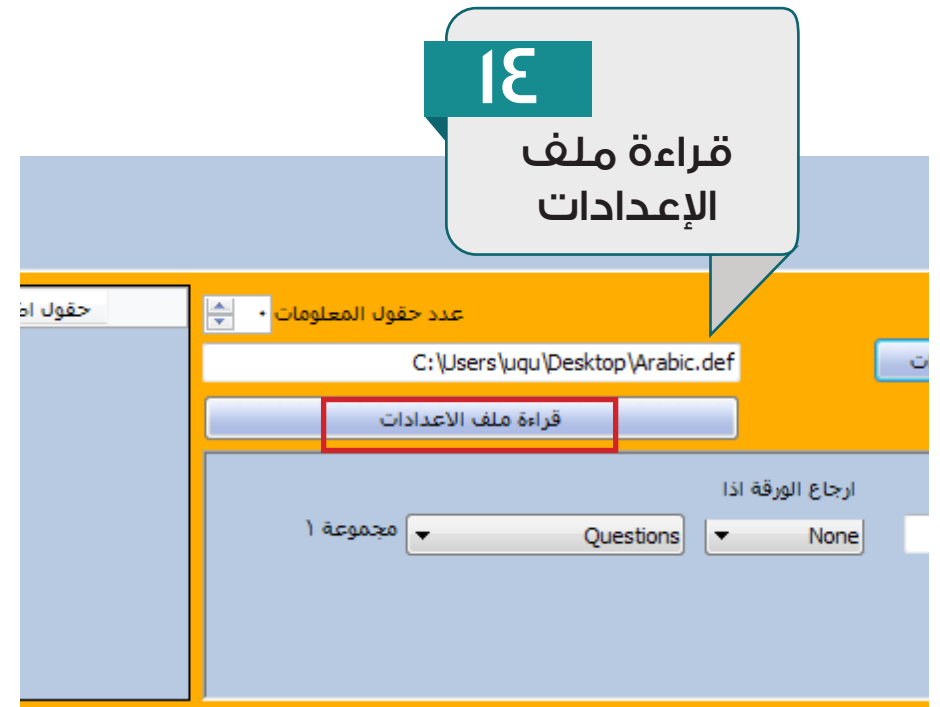 ١٤
قراءة ملف
الإعدادات
عدد حقول المعلومات ٠
حقول
C:\Users\uqu\Desktop\Arabic.def
قراءة ملف الاعدادات
ارجاع الورقة اذا
None
Questions
مجموعة ١